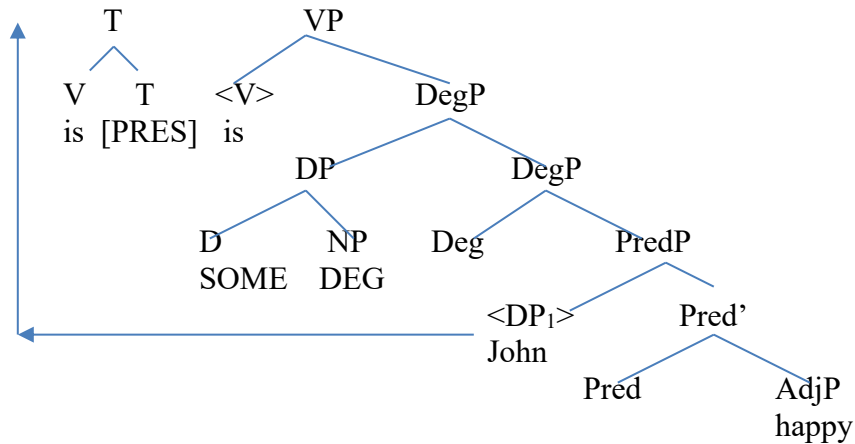 T VP
V T <V> DegP
is [PRES] is
DP DegP
D NP Deg PredP
SOME DEG
<DP₁> Pred’
John
Pred AdjP
happy